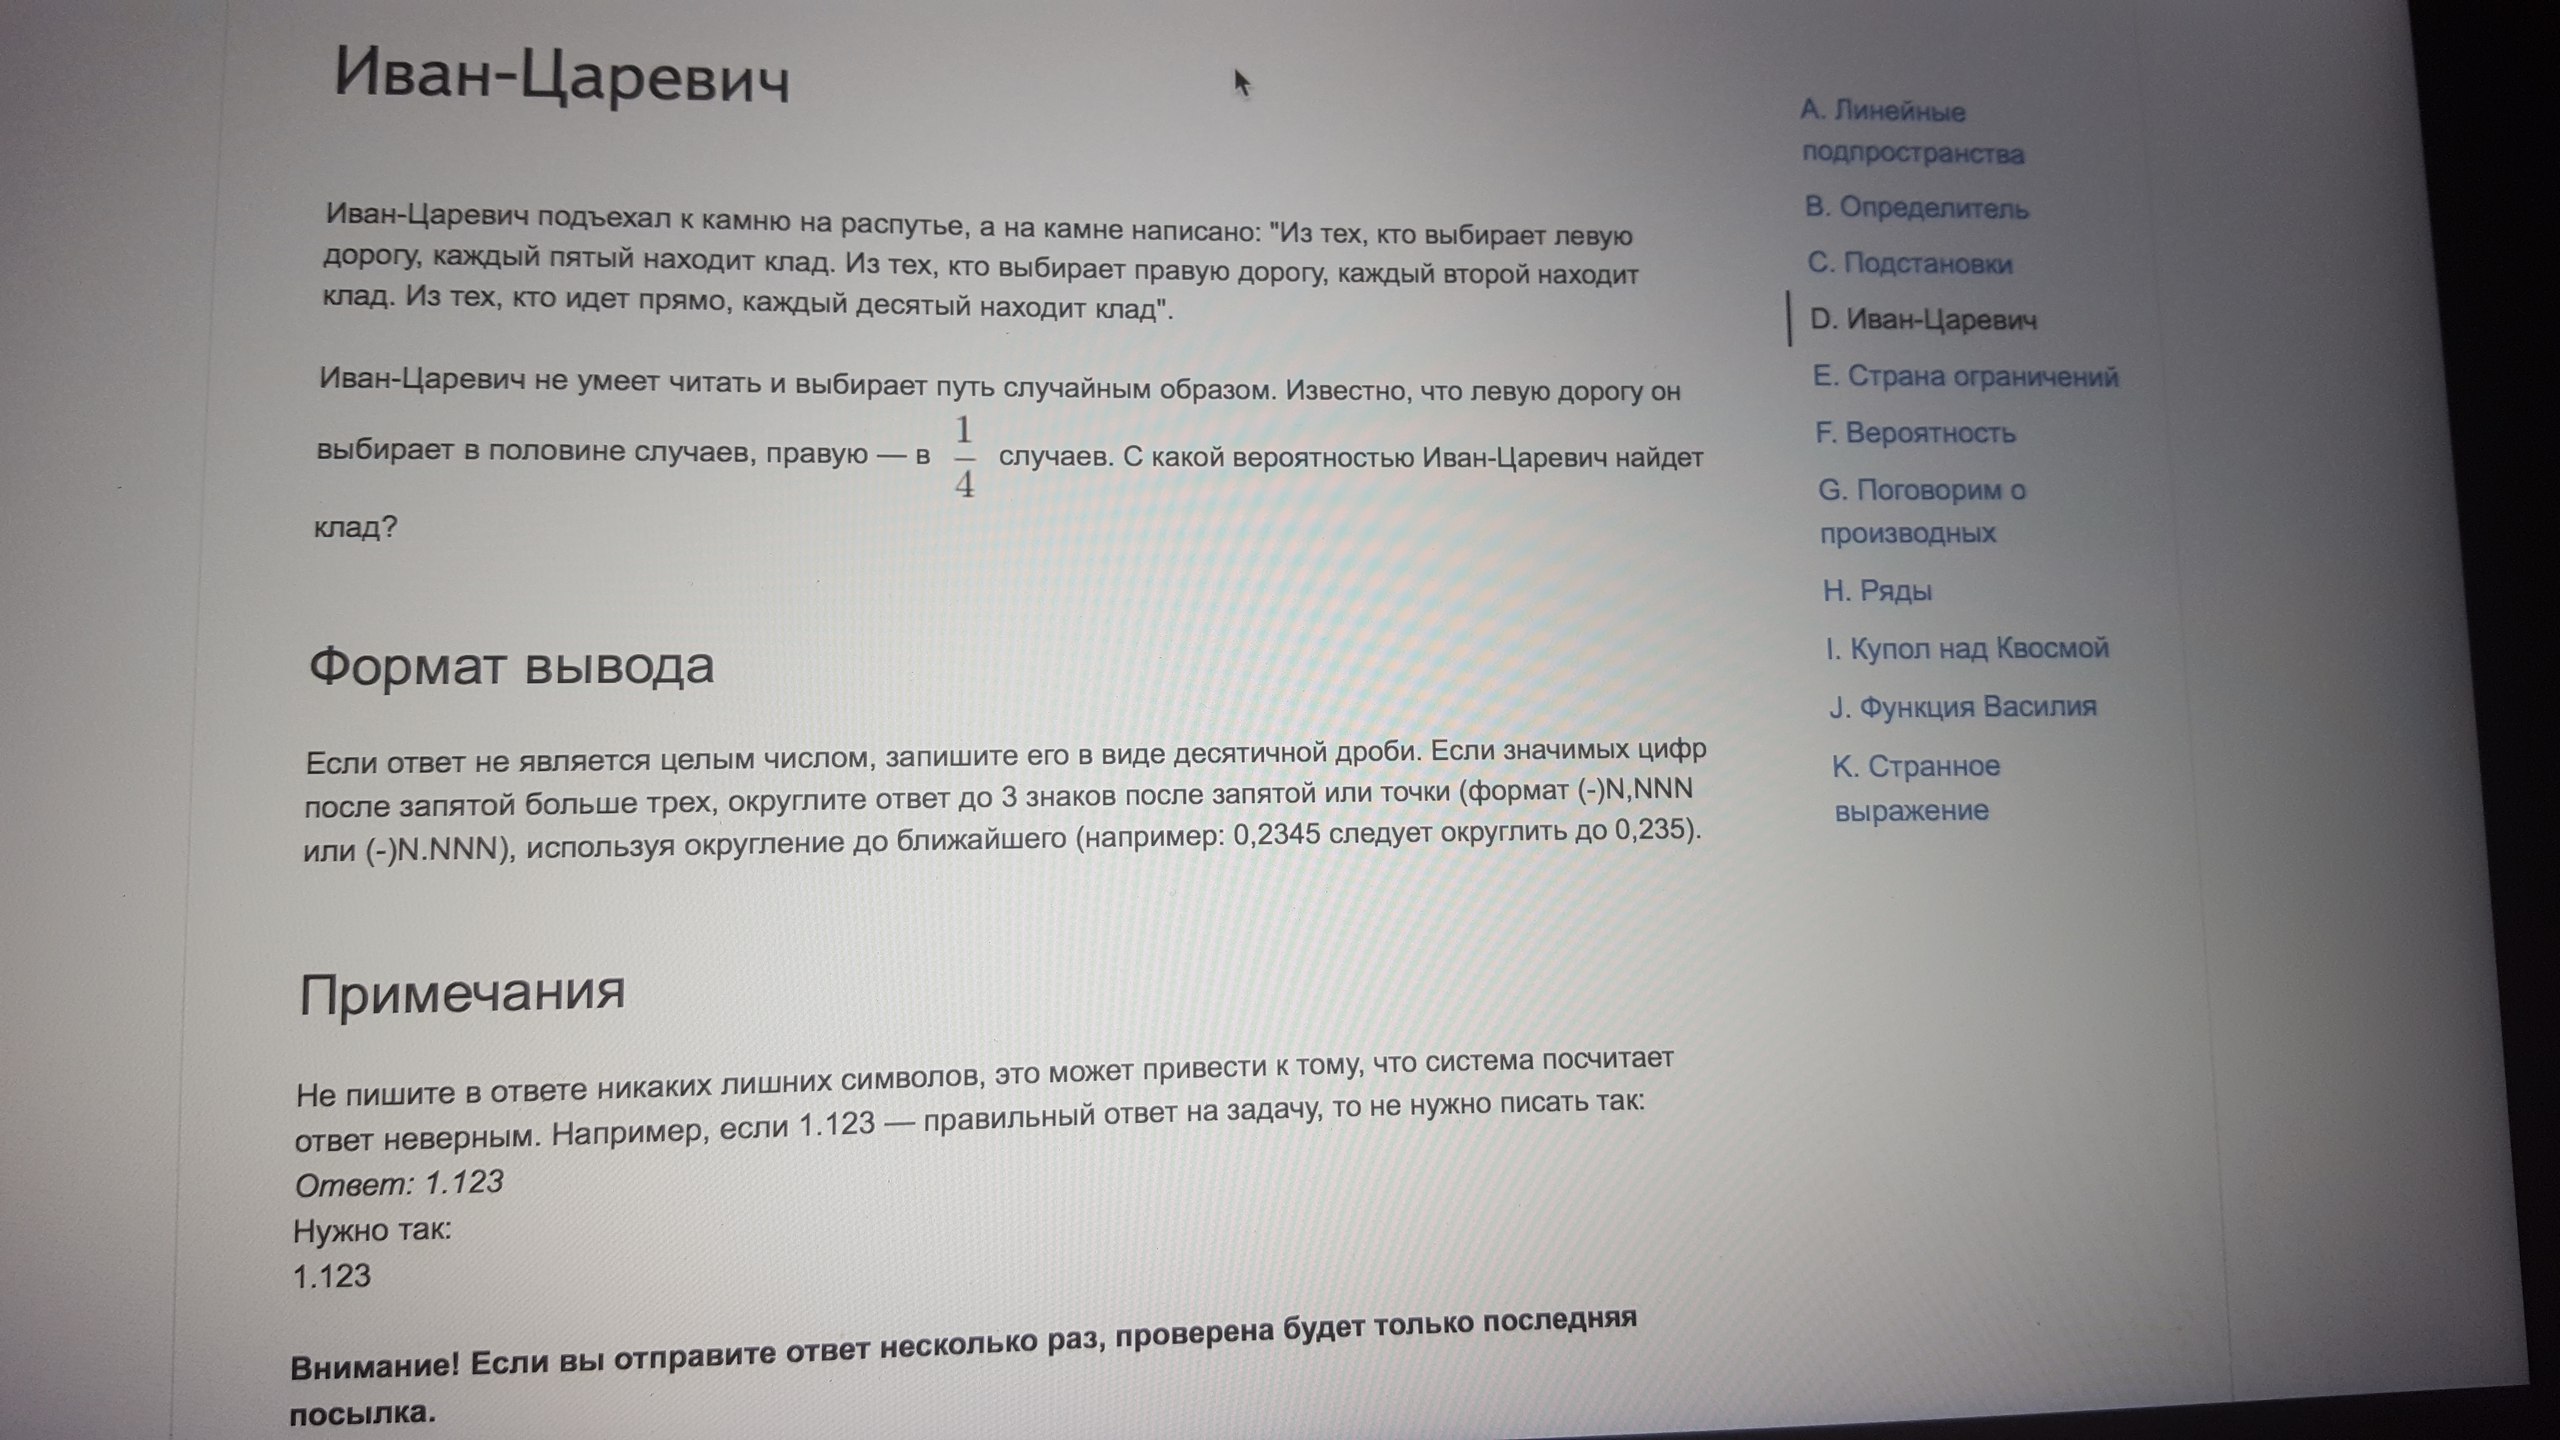 Иван-Царевич
Иван-Царевич подъехал к камню на распутье, а на камне написано: "Из тех, кто выбирает левую
дорогу, каждый пятый находит клад. Из тех, кто выбирает правую дорогу, каждый второй находит
клад. Из тех, кто идет прямо, каждый десятый находит клад".
Иван-Царевич не умеет читать и выбирает путь случайным образом. Известно, что левую дорогу он
выбирает в половине случаев, правую — в 1/4 случаев. С какой вероятностью Иван-Царевич найдет
клад?
Формат вывода
Если ответ не является целым числом, запишите его в виде десятичной дроби. Если значимых цифр
после запятой больше трех, округлите ответ до 3 знаков после запятой или точки (формат (-)N,NNN
или (-)N.NNN), используя округление до ближайшего (например: 0,2345 следует округлить до 0,235).
Примечания
Не пишите в ответе никаких лишних символов, это может привести к тому, что система посчитает
ответ неверным. Например, если 1.123 — правильный ответ на задачу, то не нужно писать так:
Ответ: 1.123
Нужно так:
1.123
Внимание! Если вы отправите ответ несколько раз, проверена будет только последняя
посылка.
A. Линейные
подпространства
B. Определитель
C. Подстановки
D. Иван-Царевич
E. Страна ограничений
F. Вероятность
G. Поговорим о
производных
H. Ряды
I. Купол над Квосмой
J. Функция Василия
K. Странное
выражение